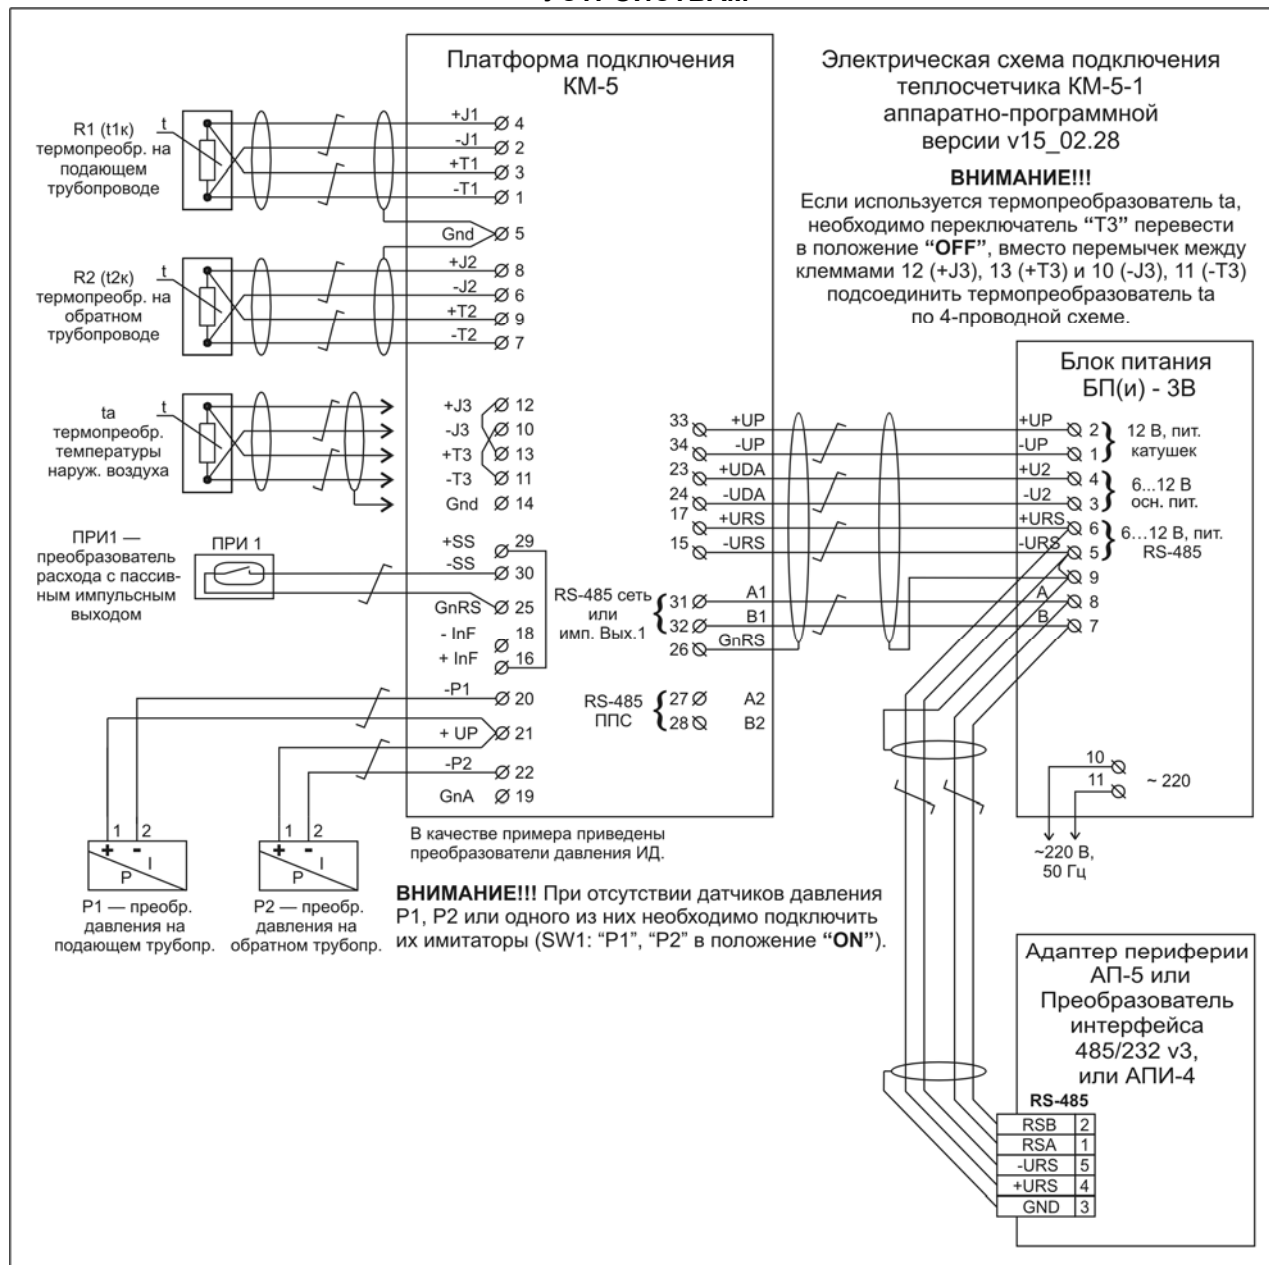 Платформа подключения
КМ-5
Электрическая схема подключения
теплосчетчика КМ-5-1
аппаратно-программной
версии v15_02.28
ВНИМАНИЕ!!!
Если используется термопреобразователь ta,
необходимо переключатель “T3” перевести
в положение “OFF”, вместо перемычек между
клеммами 12 (+J3), 13 (+T3) и 10 (-J3), 11 (-T3)
подсоединить термопреобразователь ta
по 4-проводной схеме.
R1 (t1к)
термопреобр. на
подающем
трубопроводе
t
+J1 4
-J1 2
+T1 3
-T1 1
Gnd 5
R2 (t2к)
термопреобр. на
обратном
трубопроводе
t
+J2 8
-J2 6
+T2 9
-T2 7
ta
термопреобр.
температуры
наруж. воздуха
t
+J3 12
-J3 10
+T3 13
-T3 11
Gnd 14
ПРИ1 —
преобразователь
расхода с пассив-
ным импульсным
выходом
ПРИ 1
+SS 29
-SS 30
GnRS 25
- InF 18
+ InF 16
-P1 20
+ UP 21
-P2 22
GnA 19
33 +UP
34 -UP
23 +UDA
24 -UDA
17 +URS
15 -URS
RS-485 сеть
или
имп. Вых.1
31 A1
32 B1
26 GnRS
RS-485
ППС
27 A2
28 B2
Блок питания
БП(и) - 3В
+UP 2
-UP 1
12 В, пит.
катушек
+U2 4
-U2 3
6...12 В
осн. пит.
+URS 6
-URS 5
6...12 В, пит.
RS-485
9
A 8
B 7
10
11
~ 220
~220 В,
50 Гц
1 2
+ -
I
P
P1 — преобр.
давления на
подающем трубопр.
1 2
+ -
I
P
P2 — преобр.
давления на
обратном трубопр.
В качестве примера приведены
преобразователи давления ИД.
ВНИМАНИЕ!!! При отсутствии датчиков давления
P1, P2 или одного из них необходимо подключить
их имитаторы (SW1: “P1”, “P2” в положение “ON”).
Адаптер периферии
АП-5 или
Преобразователь
интерфейса
485/232 v3,
или АПИ-4
RS-485
RSB 2
RSA 1
-URS 5
+URS 4
GND 3